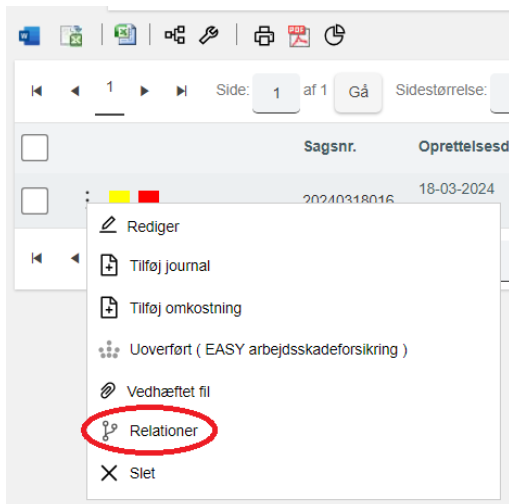 1 Side: 1 af 1 Gå Sidestørrelse:
Sagsnr. Oprettelsesd
20240318016 18-03-2024
Rediger
Tilføj journal
Tilføj omkostning
Uoverført ( EASY arbejdsskadeforsikring )
Vedhæftet fil
Relationer
Slet